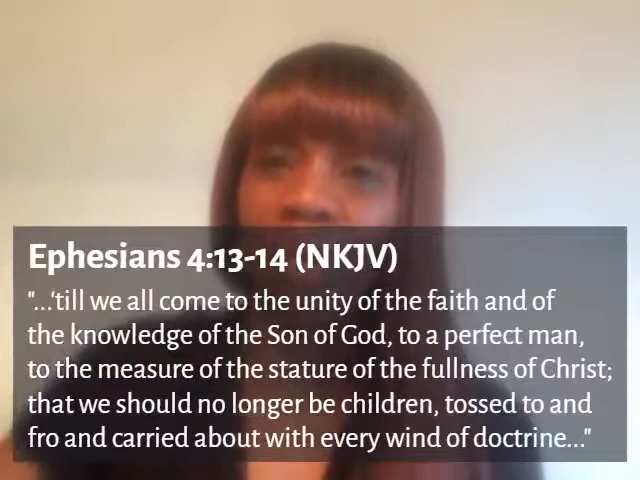 Ephesians 4:13-14 (NKJV)
"...'till we all come to the unity of the faith and of
the knowledge of the Son of God, to a perfect man,
to the measure of the stature of the fullness of Christ;
that we should no longer be children, tossed to and
fro and carried about with every wind of doctrine..."